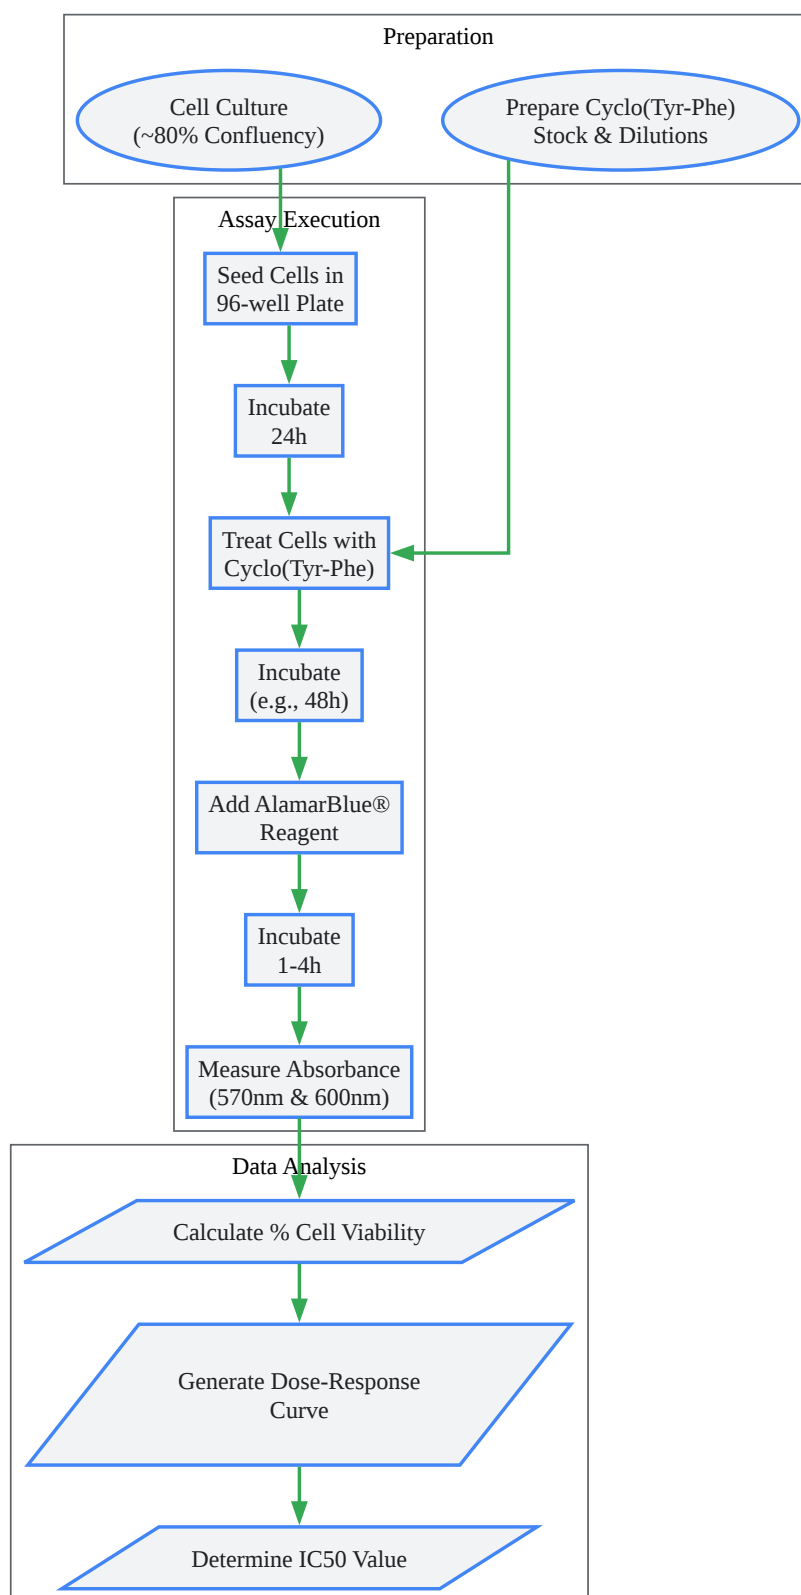 Preparation
Cell Culture
(~80% Confluency)
Prepare Cyclo(Tyr-Phe)
Stock & Dilutions
Assay Execution
Seed Cells in
96-well Plate
Incubate
24h
Treat Cells with
Cyclo(Tyr-Phe)
Incubate
(e.g., 48h)
Add AlamarBlue®
Reagent
Incubate
1-4h
Measure Absorbance
(570nm & 600nm)
Data Analysis
Calculate % Cell Viability
Generate Dose-Response
Curve
Determine IC50 Value